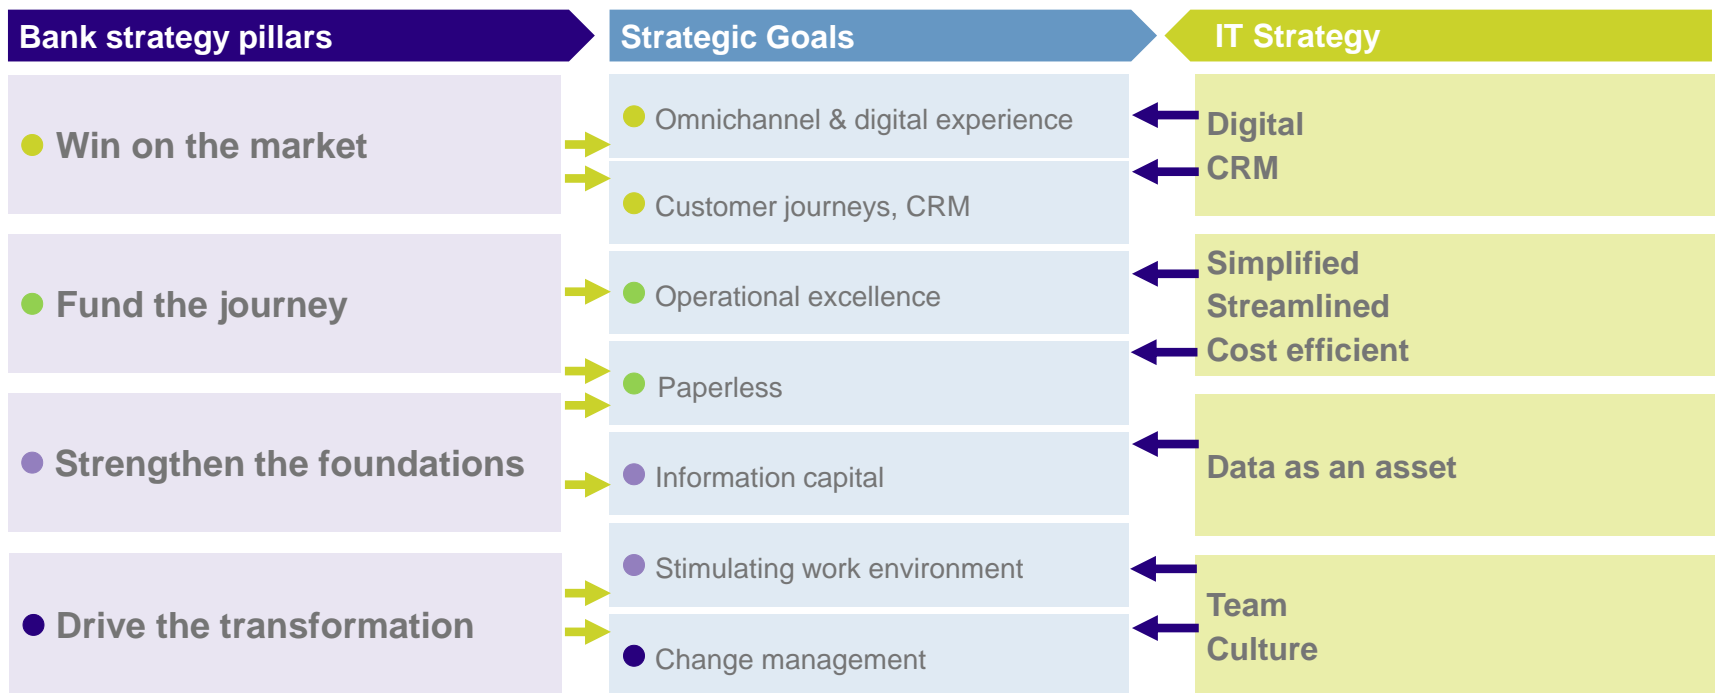 Bank strategy pillars
Strategic Goals
IT Strategy
Win on the market
Fund the journey
Strengthen the foundations
Drive the transformation
Omnichannel & digital experience
Customer journeys, CRM
Operational excellence
Paperless
Information capital
Stimulating work environment
Change management
Digital
CRM
Simplified
Streamlined
Cost efficient
Data as an asset
Team
Culture